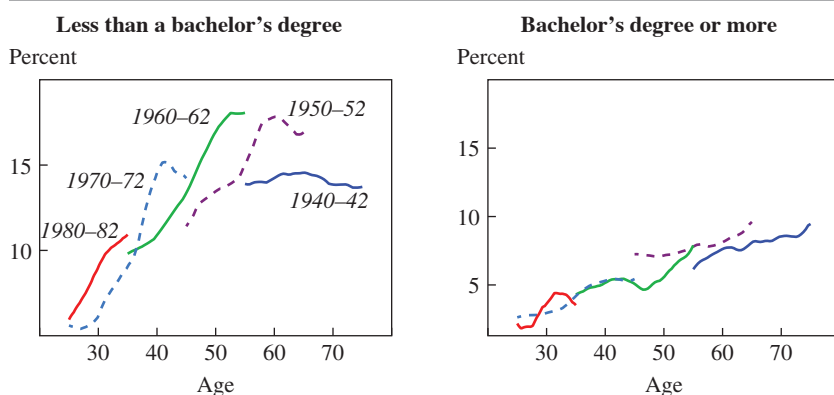 Less than a bachelor's degree
Percent
15
10
1960–62
1950–52
1970–72
1940–42
1980–82
30 40 50 60 70
Age
Bachelor's degree or more
Percent
15
10
5
30 40 50 60 70
Age